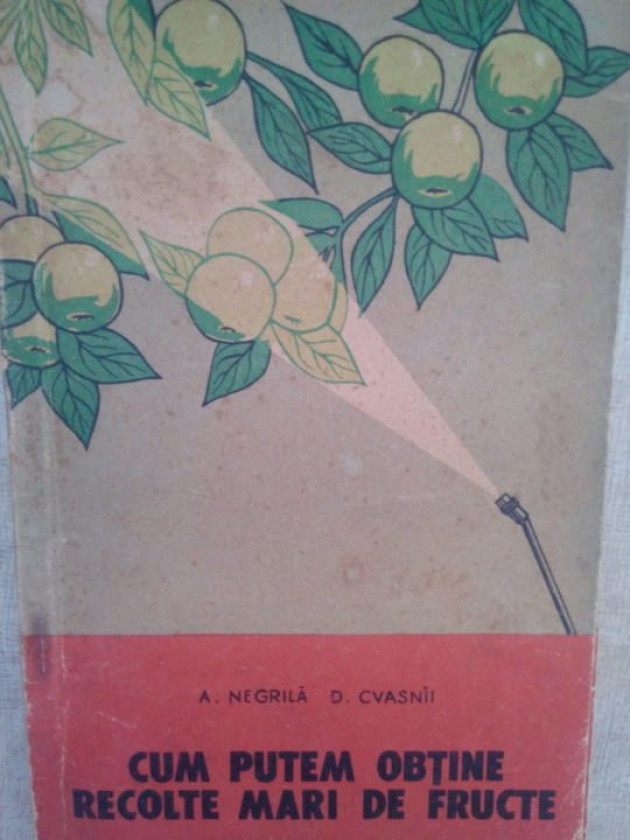 A. NEGRILĂ D. CVASNÎI
CUM PUTEM OBȚINE
RECOLTE MARI DE FRUCTE